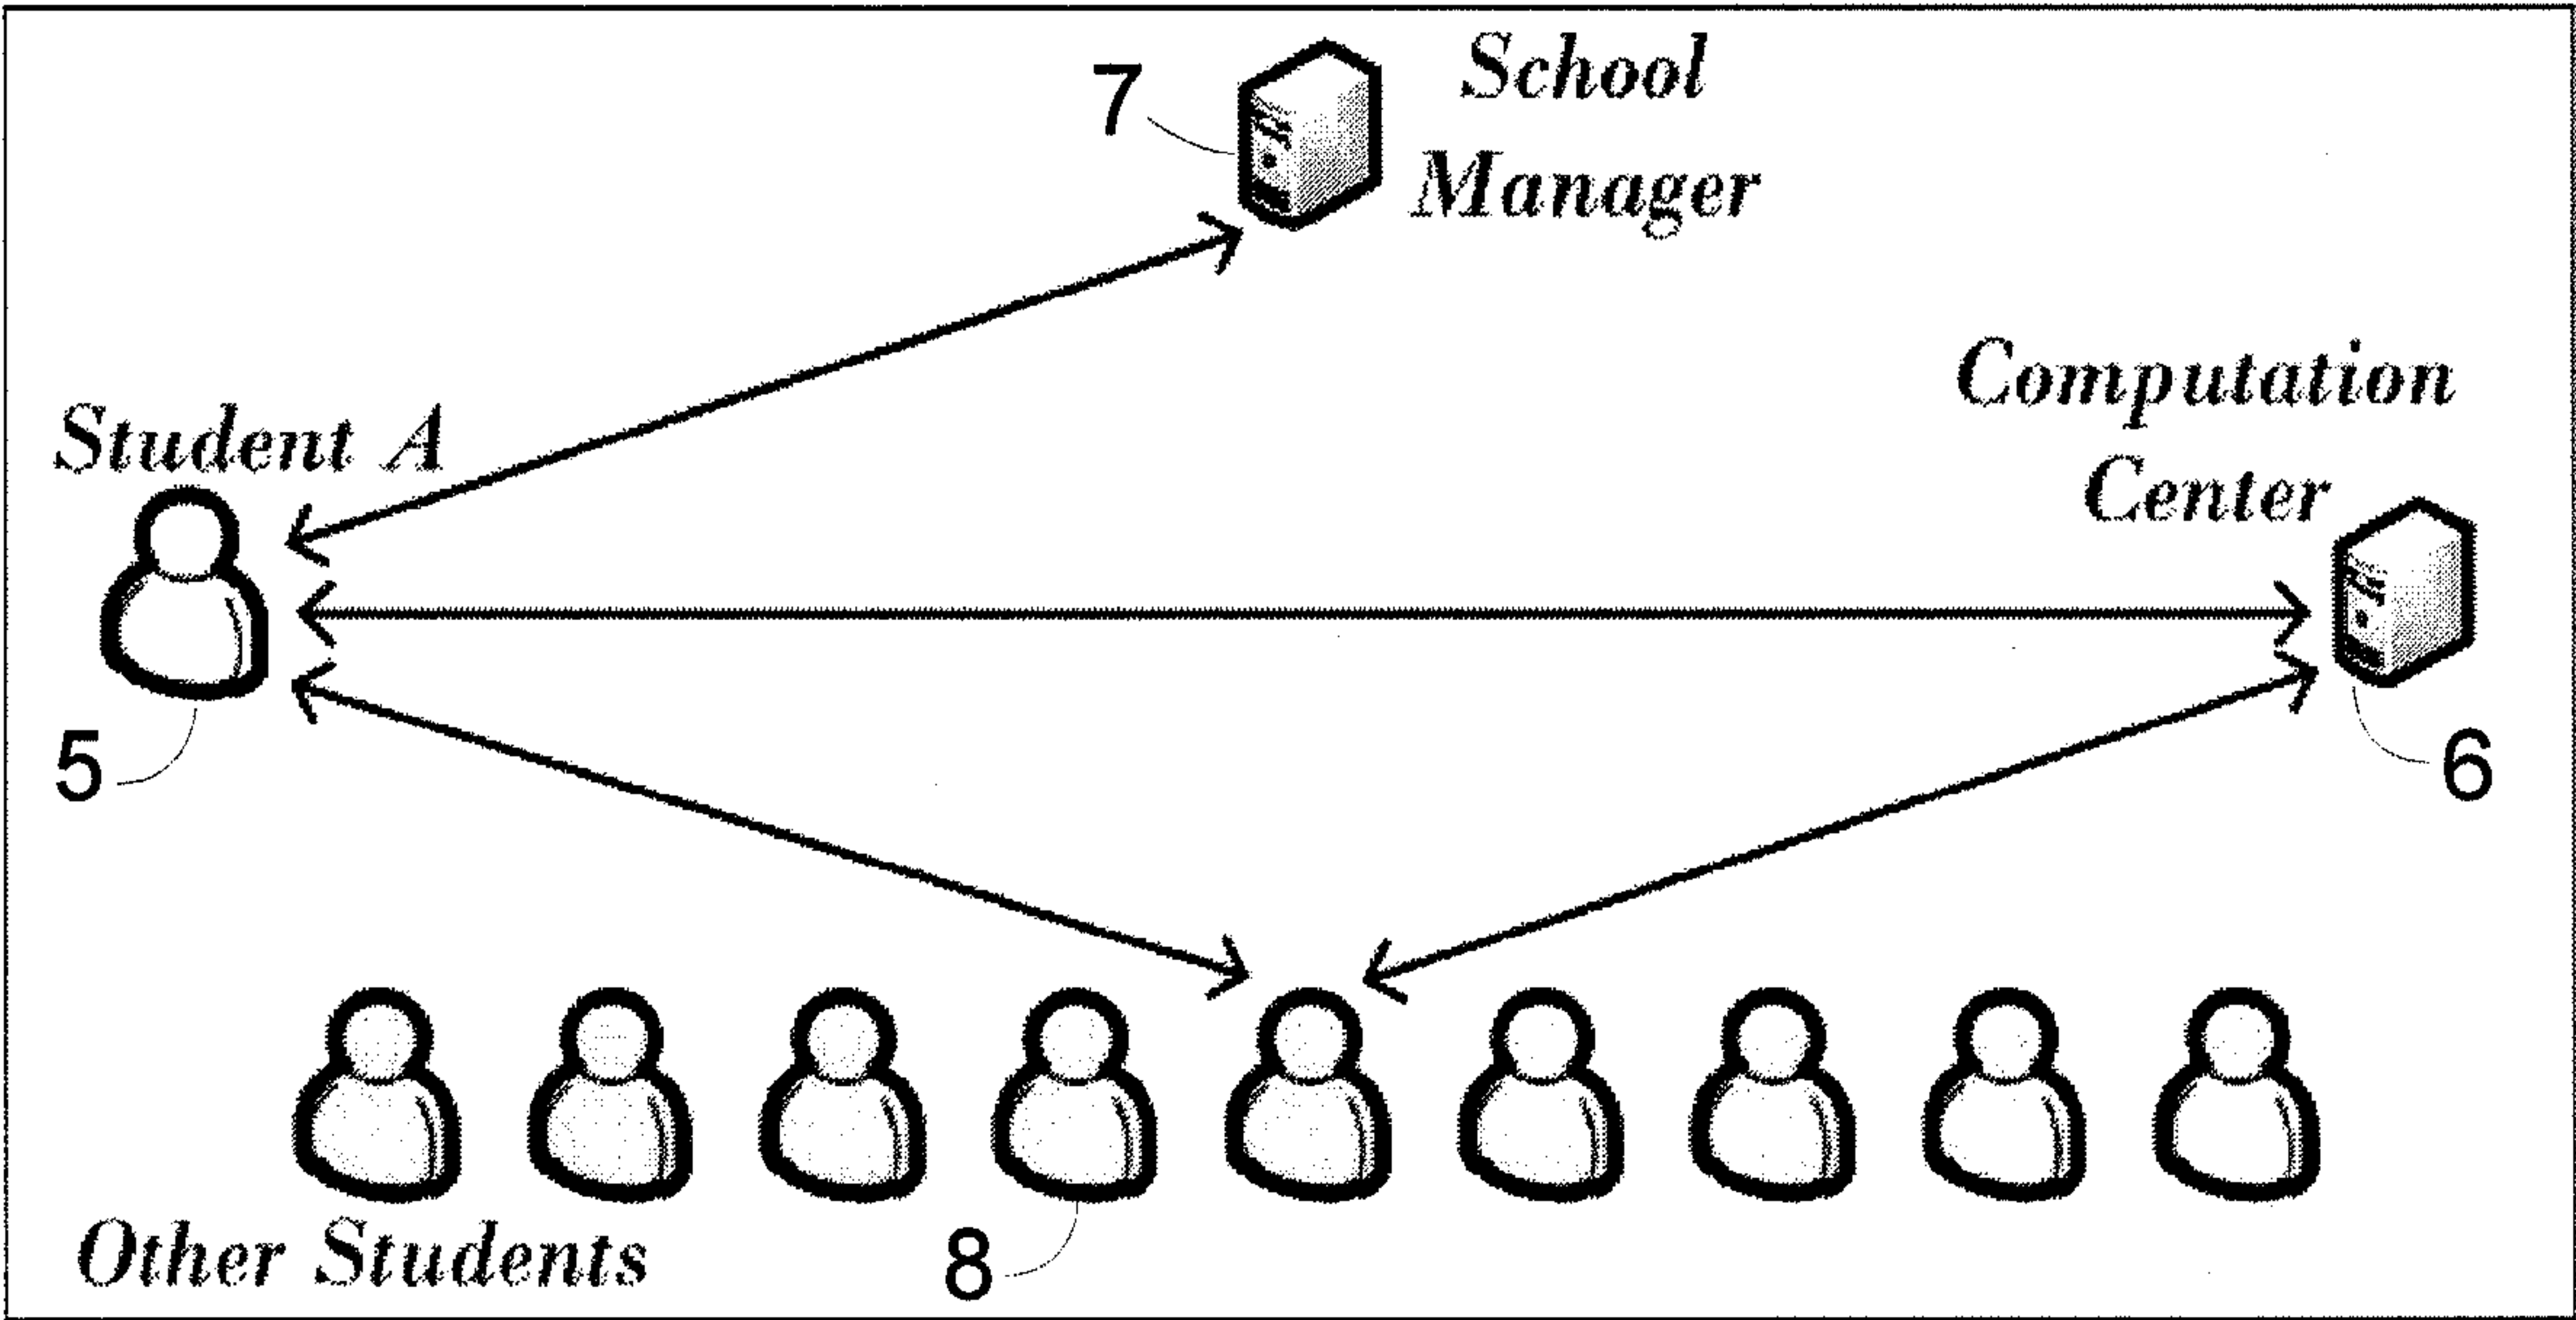 7
School
Manager
Computation
Center
Student A
5
6
Other Students
8